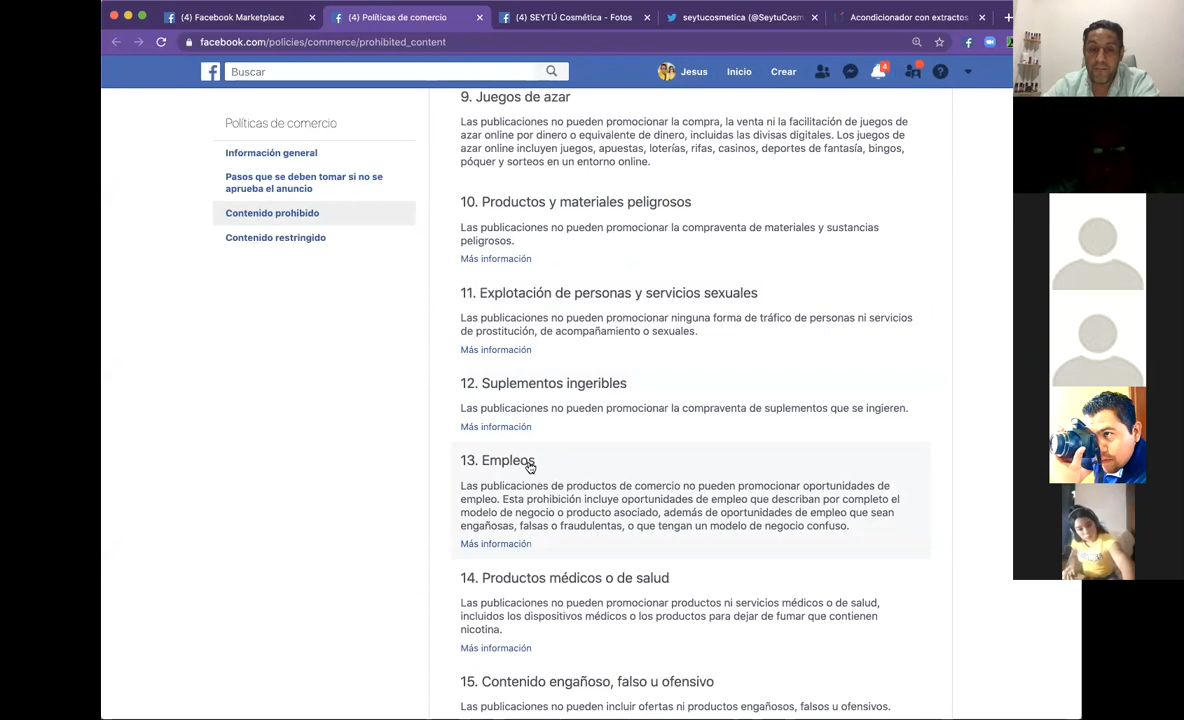 (4) Facebook Marketplace
(4) Políticas de comercio
(4) SEYTÚ Cosmética - Fotos
seytucosmetica (@SeytuCosm
Acondicionador con extractos
facebook.com/policies/commerce/prohibited_content
Buscar
Jesus
Inicio
Crear
4
Políticas de comercio
Información general
Pasos que se deben tomar si no se
aprueba el anuncio
Contenido prohibido
Contenido restringido
9. Juegos de azar
Las publicaciones no pueden promocionar la compra, la venta ni la facilitación de juegos de
azar online por dinero o equivalente de dinero, incluidas las divisas digitales. Los juegos de
azar online incluyen juegos, apuestas, loterías, rifas, casinos, deportes de fantasía, bingos,
póquer y sorteos en un entorno online.
10. Productos y materiales peligrosos
Las publicaciones no pueden promocionar la compraventa de materiales y sustancias
peligrosos.
Más información
11. Explotación de personas y servicios sexuales
Las publicaciones no pueden promocionar ninguna forma de tráfico de personas ni servicios
de prostitución, de acompañamiento o sexuales.
Más información
12. Suplementos ingeribles
Las publicaciones no pueden promocionar la compraventa de suplementos que se ingieren.
Más información
13. Empleos
Las publicaciones de productos de comercio no pueden promocionar oportunidades de
empleo. Esta prohibición incluye oportunidades de empleo que describan por completo el
modelo de negocio o producto asociado, además de oportunidades de empleo que sean
engañosas, falsas o fraudulentas, o que tengan un modelo de negocio confuso.
Más información
14. Productos médicos o de salud
Las publicaciones no pueden promocionar productos ni servicios médicos o de salud,
incluidos los dispositivos médicos o los productos para dejar de fumar que contienen
nicotina.
Más información
15. Contenido engañoso, falso u ofensivo
Las publicaciones no pueden incluir ofertas ni productos engañosos, falsos u ofensivos.